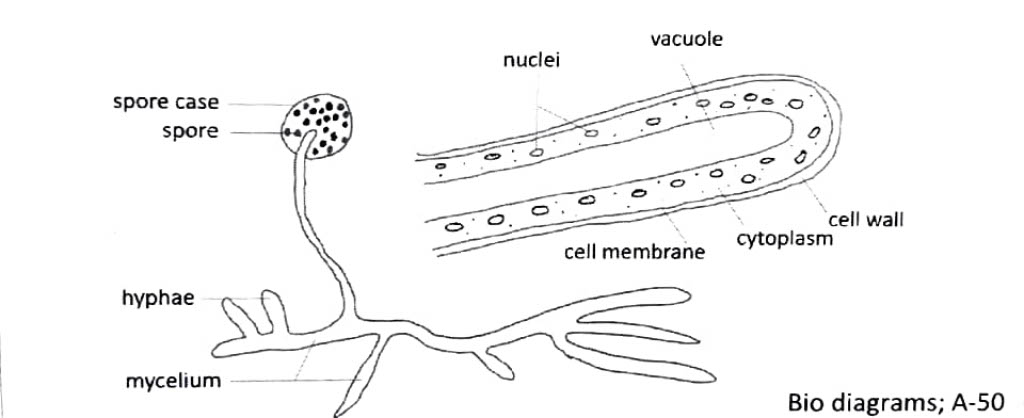 vacuole
nuclei
spore case
spore
cell wall
cytoplasm
cell membrane
hyphae
mycelium
Bio diagrams; A-50